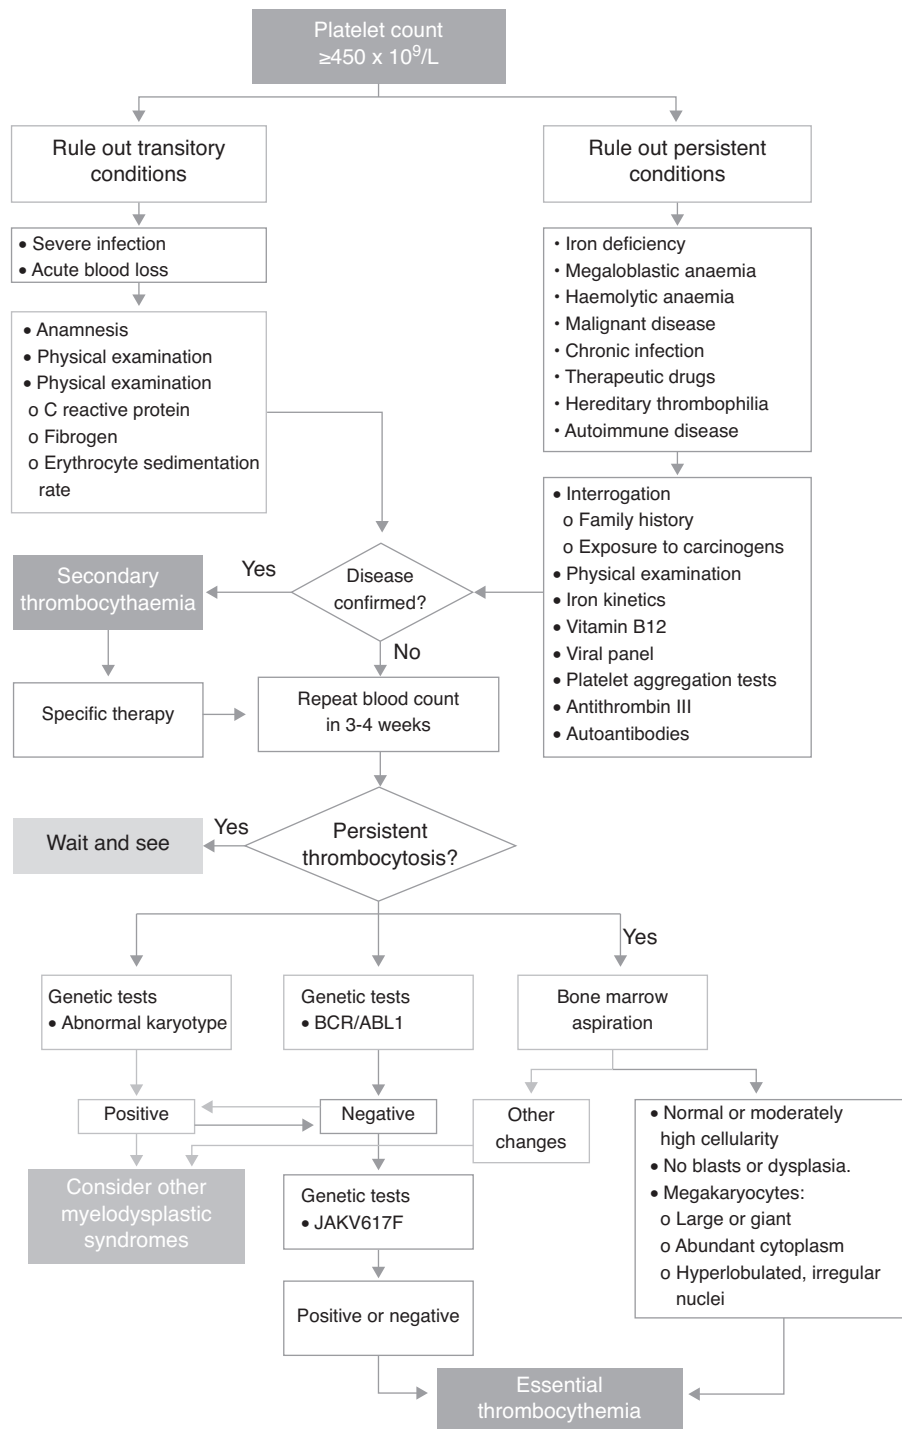 Platelet count
≥450 x 10⁹/L
Rule out transitory
conditions
Rule out persistent
conditions
• Severe infection
• Acute blood loss
• Iron deficiency
• Megaloblastic anaemia
• Haemolytic anaemia
• Malignant disease
• Chronic infection
• Therapeutic drugs
• Hereditary thrombophilia
• Autoimmune disease
• Anamnesis
• Physical examination
• Physical examination
o C reactive protein
o Fibrogen
o Erythrocyte sedimentation
rate
• Interrogation
o Family history
o Exposure to carcinogens
• Physical examination
• Iron kinetics
• Vitamin B12
• Viral panel
• Platelet aggregation tests
• Antithrombin III
• Autoantibodies
Secondary
thrombocythaemia
Yes
Disease
confirmed?
No
Specific therapy
Repeat blood count
in 3-4 weeks
Wait and see
Yes
Persistent
thrombocytosis?
Yes
Genetic tests
• Abnormal karyotype
Genetic tests
• BCR/ABL1
Bone marrow
aspiration
Positive
Negative
Other
changes
• Normal or moderately
high cellularity
• No blasts or dysplasia.
• Megakaryocytes:
o Large or giant
o Abundant cytoplasm
o Hyperlobulated, irregular
nuclei
Consider other
myelodysplastic
syndromes
Genetic tests
• JAKV617F
Positive or negative
Essential
thrombocythemia